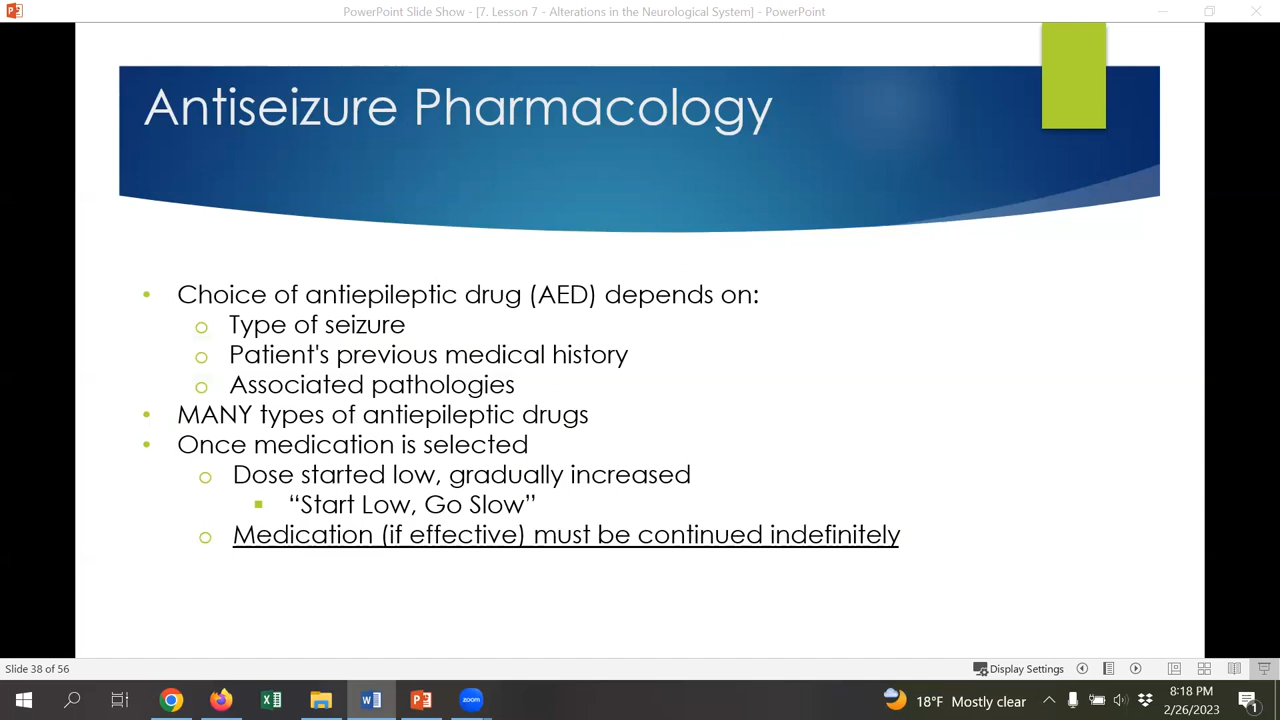 PowerPoint Slide Show - [7. Lesson 7 - Alterations in the Neurological System] - PowerPoint
Antiseizure Pharmacology
• Choice of antiepileptic drug (AED) depends on:
o Type of seizure
o Patient's previous medical history
o Associated pathologies
• MANY types of antiepileptic drugs
• Once medication is selected
o Dose started low, gradually increased
▪ “Start Low, Go Slow”
o Medication (if effective) must be continued indefinitely
Slide 38 of 56
Display Settings
zoom
18°F Mostly clear
8:18 PM
2/26/2023
1